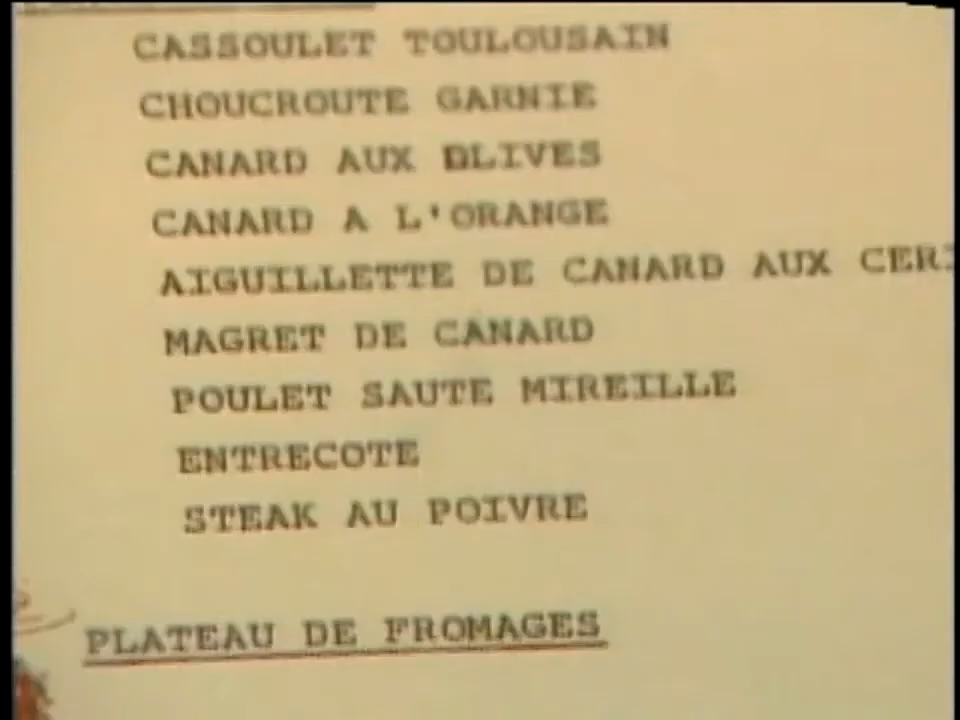 CASSOULET TOULOUSAIN
CHOUCROUTE GARNIE
CANARD AUX OLIVES
CANARD A L'ORANGE
AIGUILLETTE DE CANARD AUX
MAGRET DE CANARD
POULET SAUTE MIREILLE
ENTRECOTE
STEAK AU POIVRE
PLATEAU DE FROMAGES